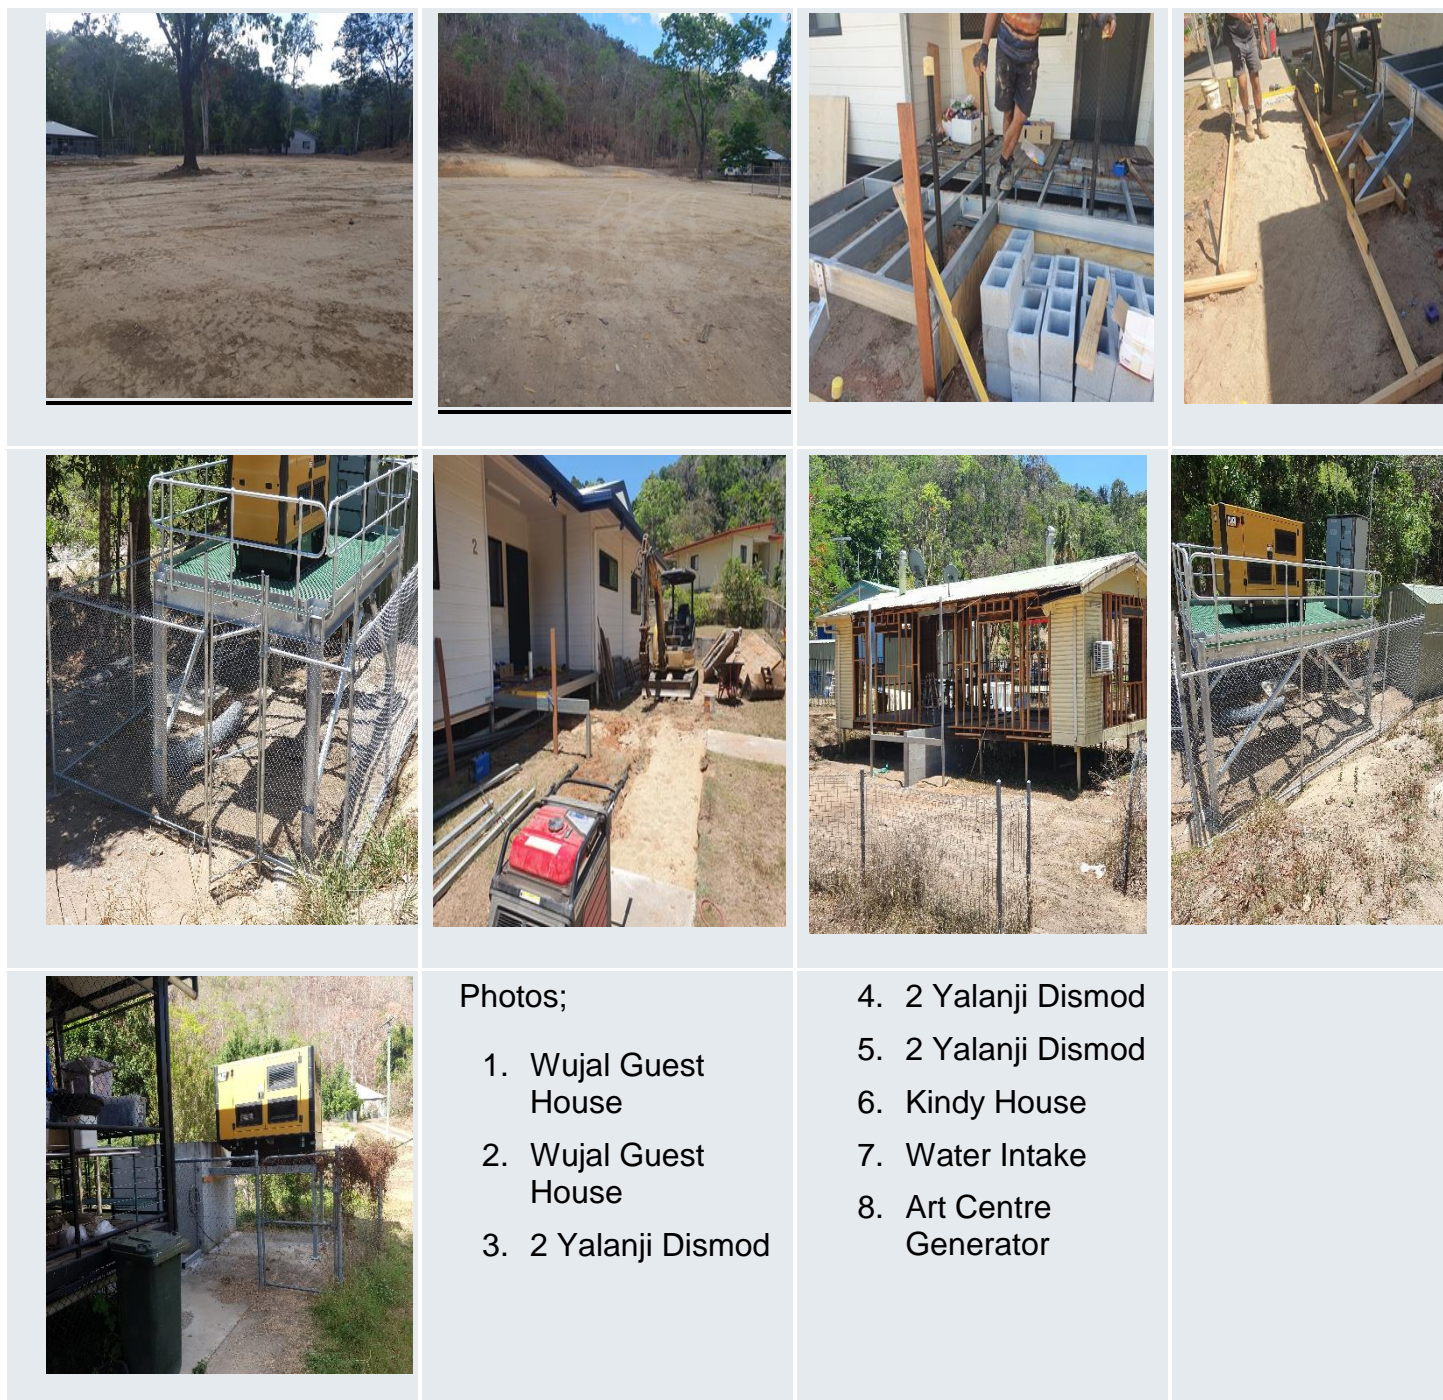 2
Photos;
1. Wujal Guest
House
2. Wujal Guest
House
3. 2 Yalanji Dismod
4. 2 Yalanji Dismod
5. 2 Yalanji Dismod
6. Kindy House
7. Water Intake
8. Art Centre
Generator